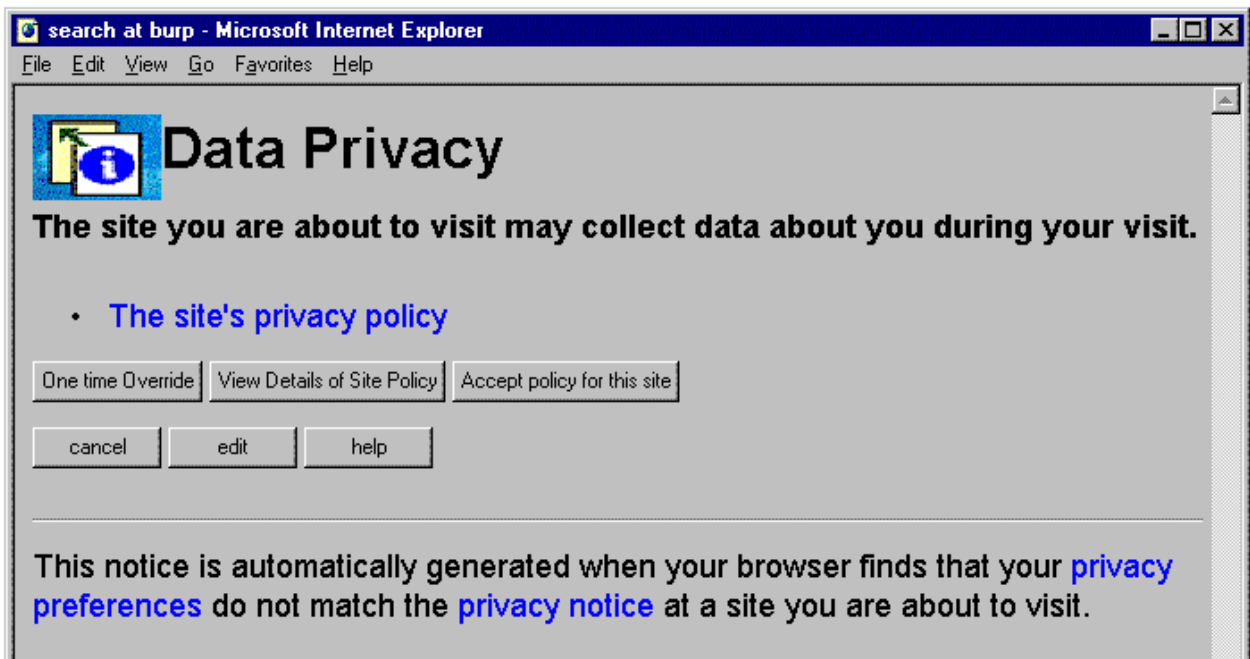 search at burp - Microsoft Internet Explorer
File Edit View Go Favorites Help
Data Privacy
The site you are about to visit may collect data about you during your visit.
• The site's privacy policy
One time Override View Details of Site Policy Accept policy for this site
cancel edit help
This notice is automatically generated when your browser finds that your privacy
preferences do not match the privacy notice at a site you are about to visit.